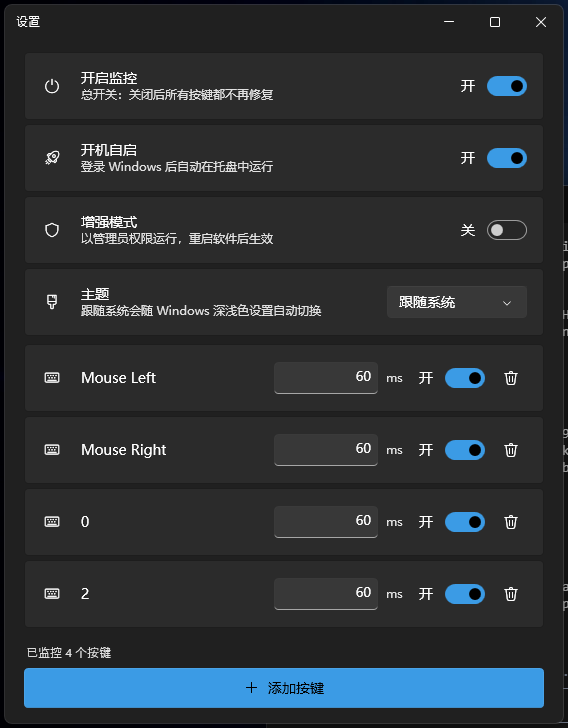 设置
开启监控
总开关：关闭后所有按键都不再修复
开
开机自启
登录 Windows 后自动在托盘中运行
开
增强模式
以管理员权限运行，重启软件后生效
关
主题
跟随系统会随 Windows 深浅色设置自动切换
跟随系统
Mouse Left 60 ms 开
Mouse Right 60 ms 开
0 60 ms 开
2 60 ms 开
已监控 4 个按键
添加按键